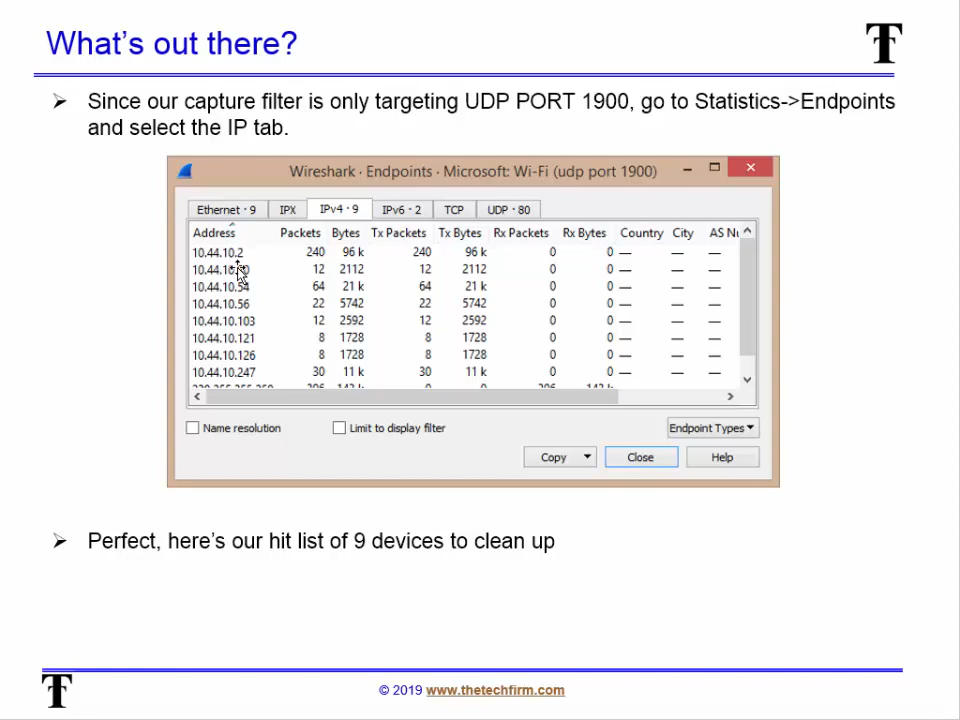 What's out there?
Since our capture filter is only targeting UDP PORT 1900, go to Statistics->Endpoints
and select the IP tab.
Wireshark · Endpoints · Microsoft: Wi-Fi (udp port 1900)
Ethernet · 9 IPX IPv4 · 9 IPv6 · 2 TCP UDP · 80
Address Packets Bytes Tx Packets Tx Bytes Rx Packets Rx Bytes Country City AS Nu
10.44.10.2 240 96 k 240 96 k 0 0 — — —
12 2112 12 2112 0 0 — — —
10.44.10.54 64 21 k 64 21 k 0 0 — — —
10.44.10.56 22 5742 22 5742 0 0 — — —
10.44.10.103 12 2592 12 2592 0 0 — — —
10.44.10.121 8 1728 8 1728 0 0 — — —
10.44.10.126 8 1728 8 1728 0 0 — — —
10.44.10.247 30 11 k 30 11 k 0 0 — — —
Name resolution Limit to display filter Endpoint Types
Copy Close Help
Perfect, here's our hit list of 9 devices to clean up
© 2019 www.thetechfirm.com